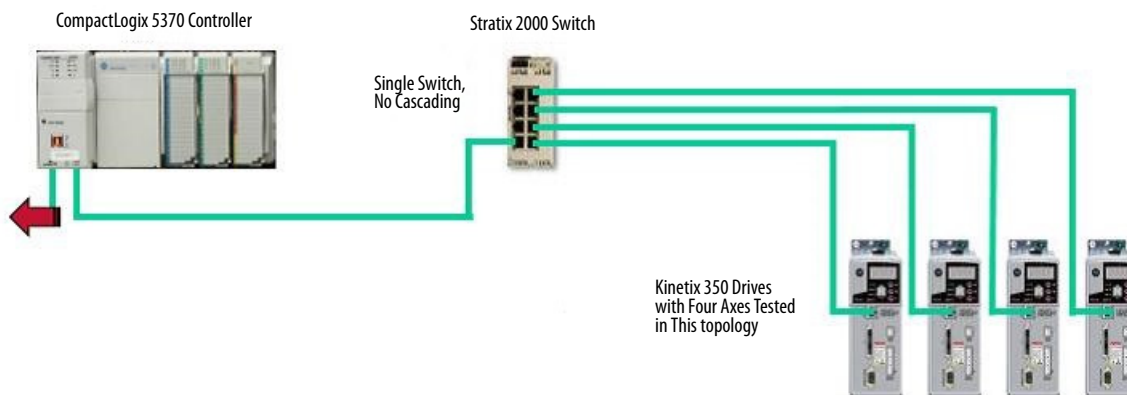 CompactLogix 5370 Controller
Stratix 2000 Switch
Single Switch,
No Cascading
Kinetix 350 Drives
with Four Axes Tested
in This topology